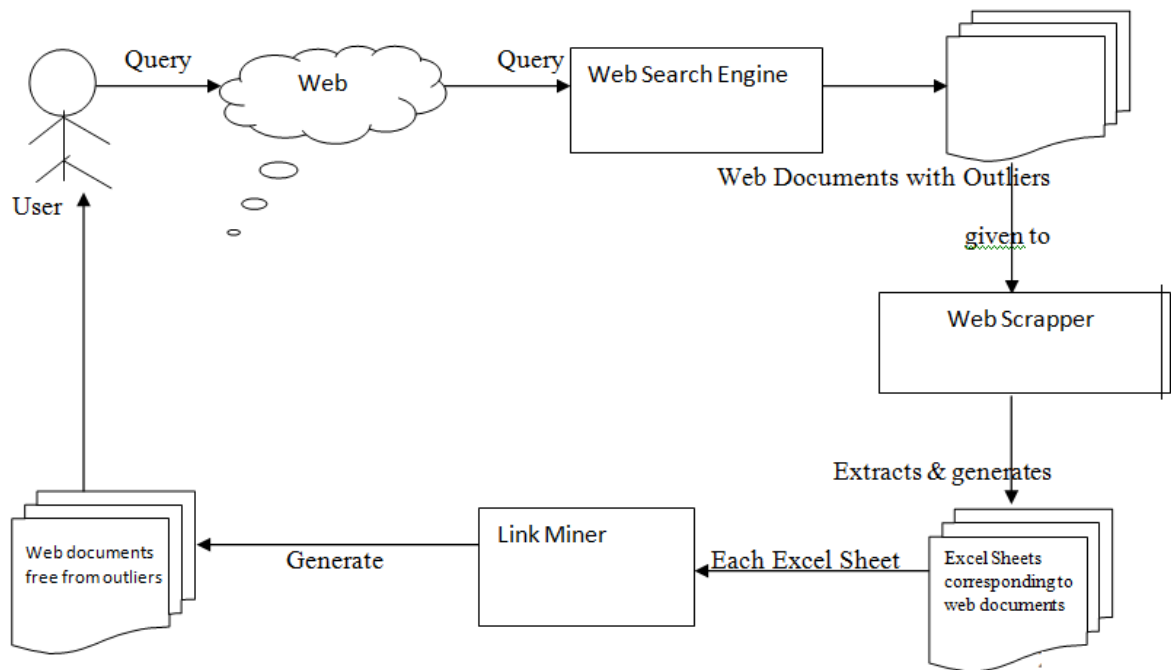 Query
Web
Query
Web Search Engine
User
Web Documents with Outliers
given to
Web Scrapper
Extracts & generates
Excel Sheets
corresponding to
web documents
Each Excel Sheet
Link Miner
Generate
Web documents
free from outliers